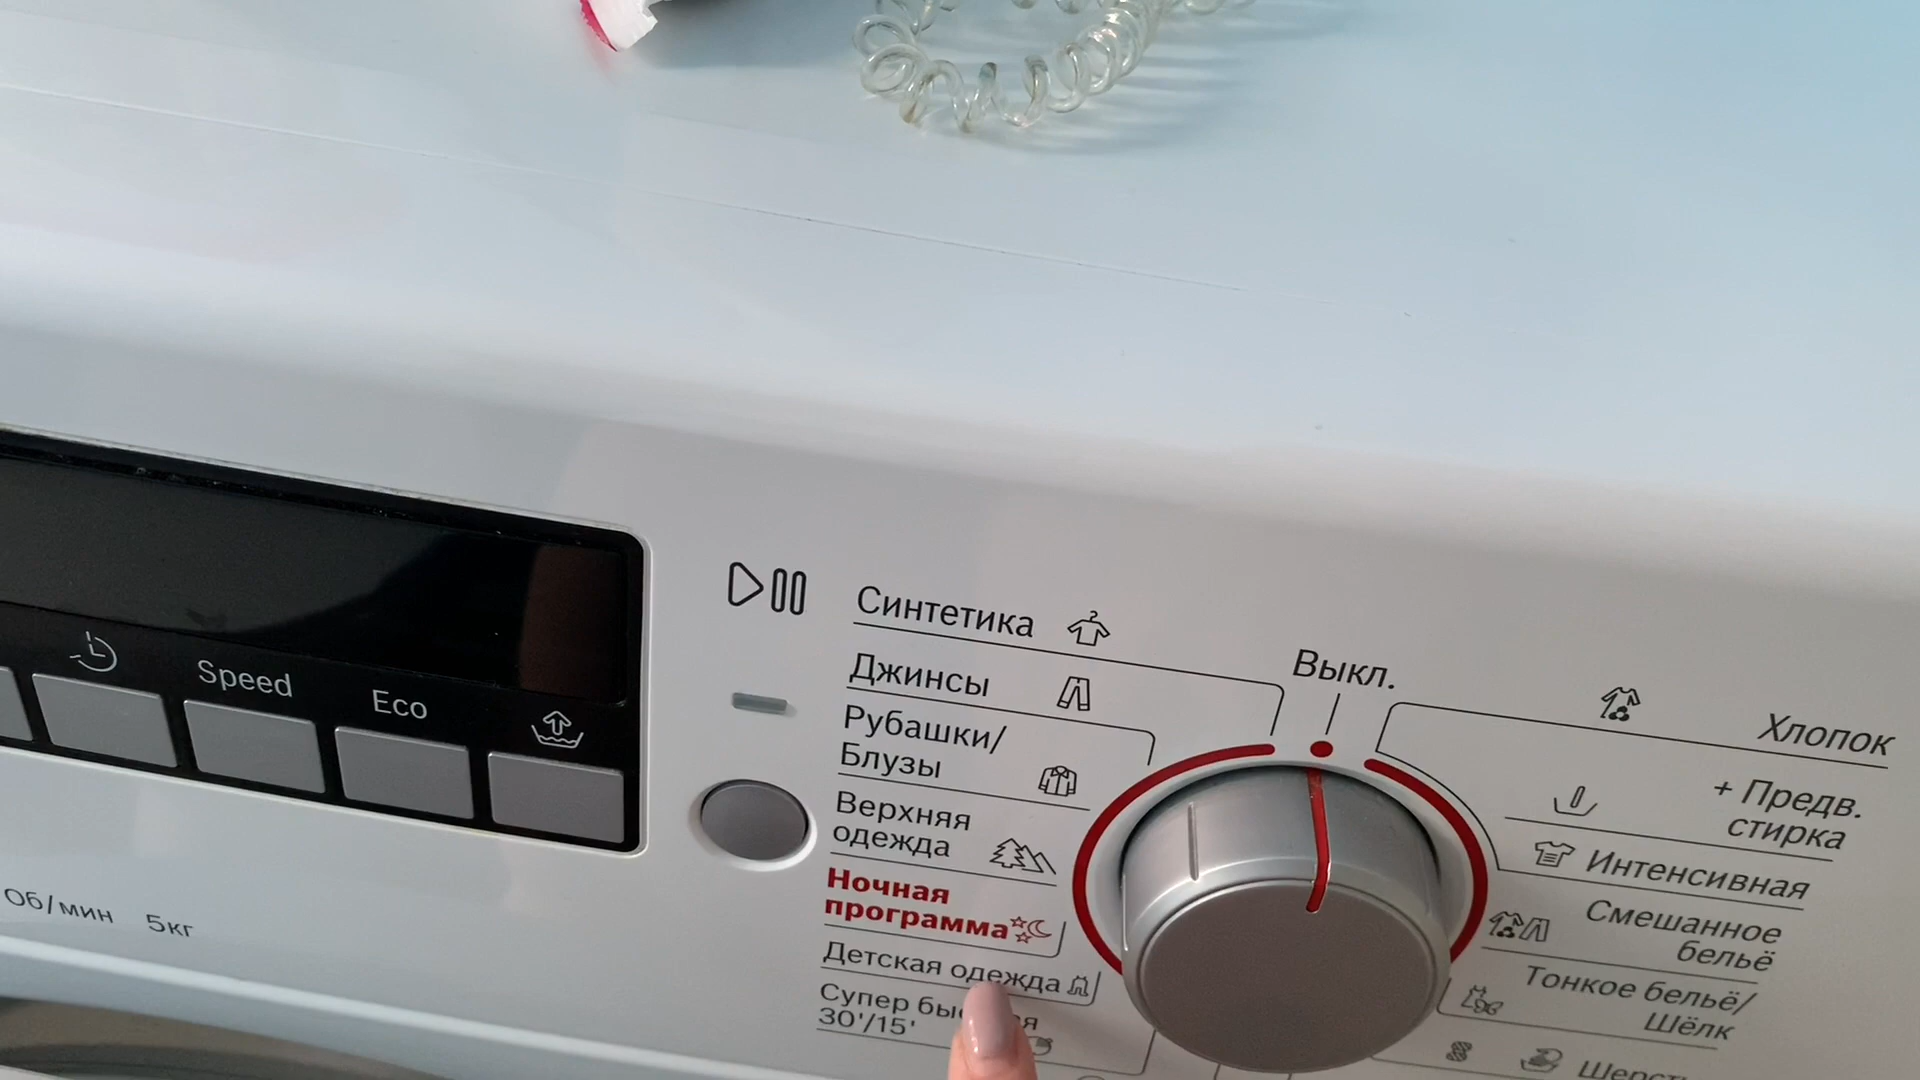 Speed
Eco
Об/мин 5кг
Синтетика
Джинсы
Рубашки/
Блузы
Верхняя
одежда
Ночная
программа
Детская одежда
Супер
30'/15'
Выкл.
Хлопок
+ Предв.
стирка
Интенсивная
Смешанное
бельё
Тонкое бельё/
Шёлк